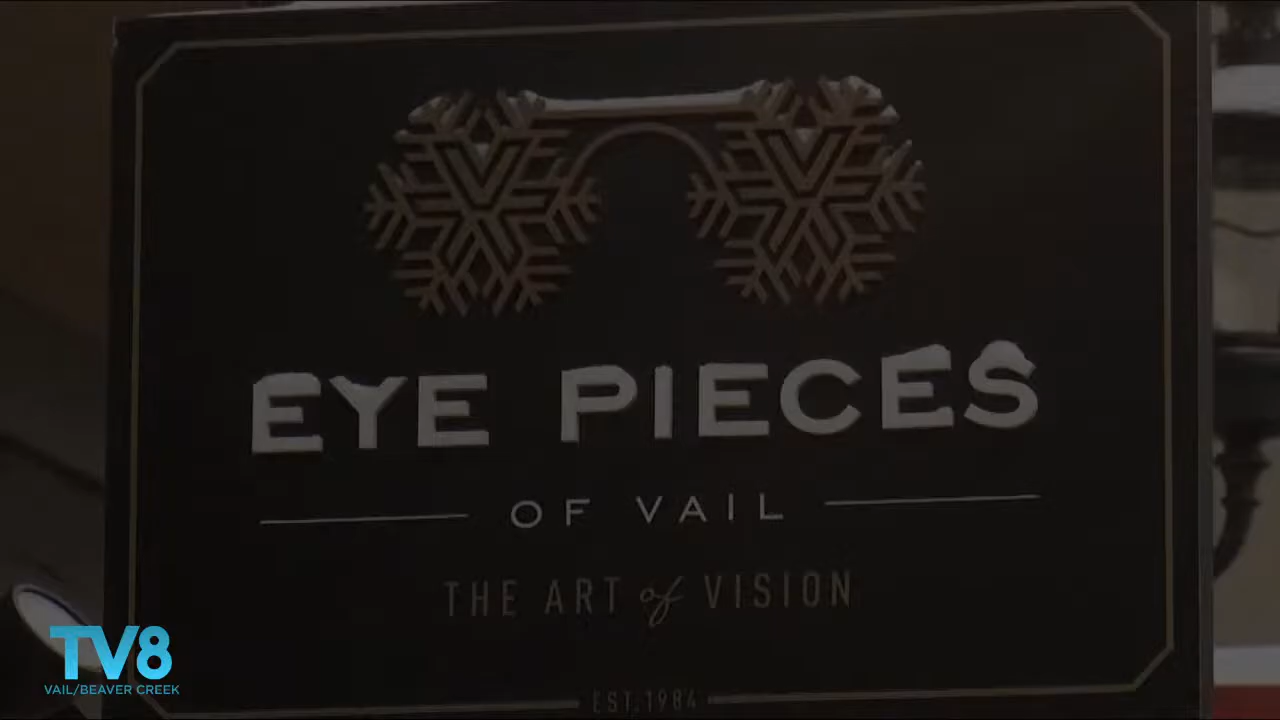 EYE PIECES
OF VAIL
THE ART of VISION
EST. 1984
TV8
VAIL/BEAVER CREEK